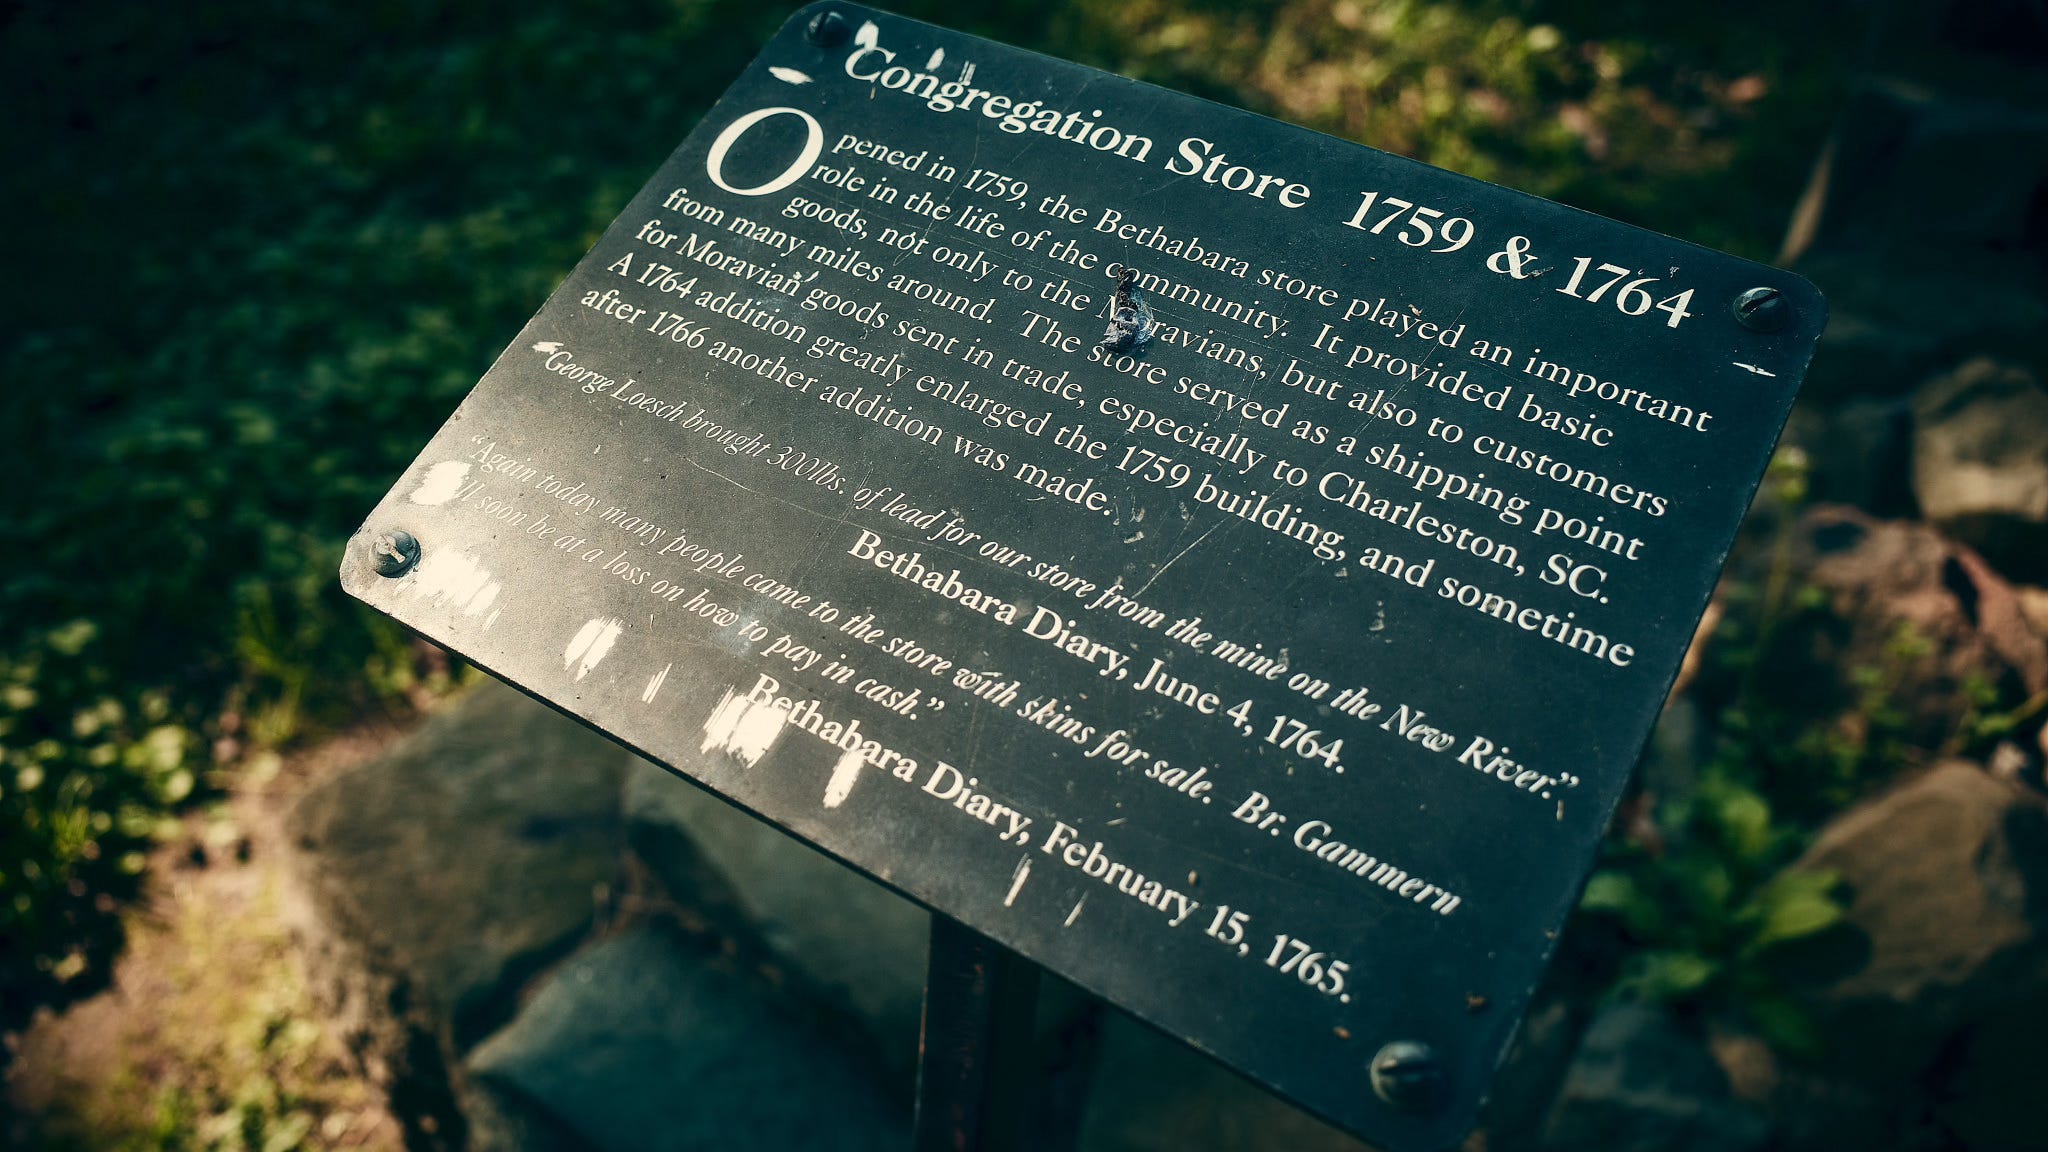 Congregation Store 1759 & 1764
Opened in 1759, the Bethabara store played an important
role in the life of the community. It provided basic
goods, not only to the Moravians, but also to customers
from many miles around. The store served as a shipping point
for Moravian goods sent in trade, especially to Charleston, SC.
A 1764 addition greatly enlarged the 1759 building, and sometime
after 1766 another addition was made.
“George Loesch brought 300lbs. of lead for our store from the mine on the New River.”
Bethabara Diary, June 4, 1764.
“Again today many people came to the store with skins for sale. Br. Gammern
'll soon be at a loss on how to pay in cash.”
Bethabara Diary, February 15, 1765.